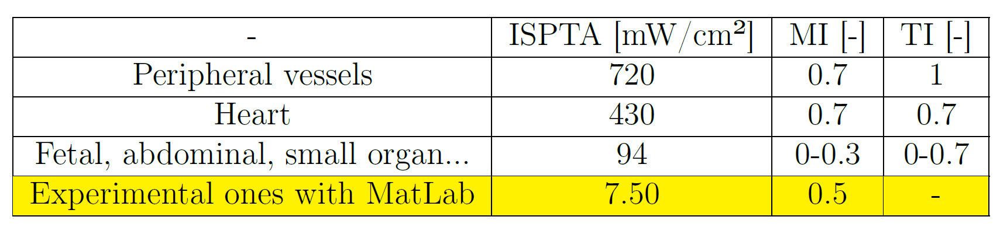 - ISPTA [mW/cm²] MI [-] TI [-]
Peripheral vessels 720 0.7 1
Heart 430 0.7 0.7
Fetal, abdominal, small organ... 94 0-0.3 0-0.7
Experimental ones with MatLab 7.50 0.5 -